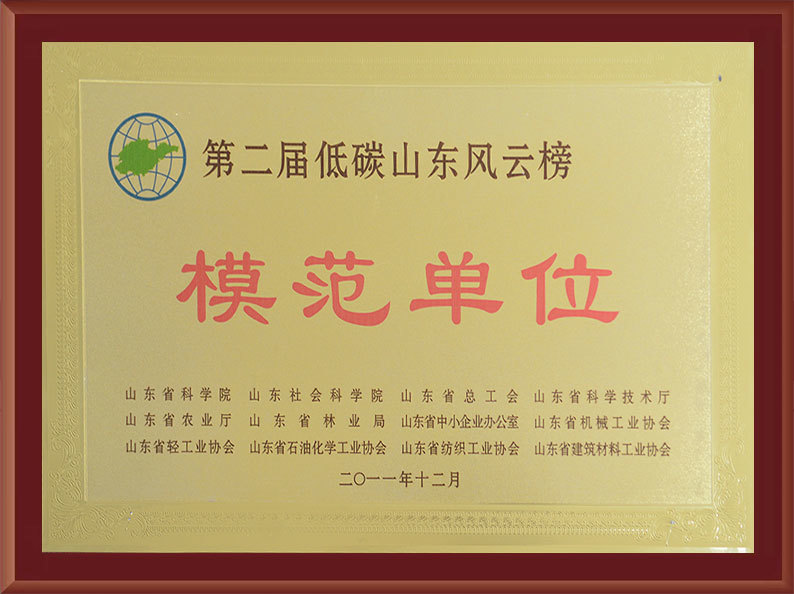 第二届低碳山东风云榜
模范单位
山东省科学院 山东社会科学院 山东省总工会 山东省科学技术厅
山东省农业厅 山东省林业局 山东省中小企业办公室 山东省机械工业协会
山东省轻工业协会 山东省石油化学工业协会 山东省纺织工业协会 山东省建筑材料工业协会
二〇一一年十二月